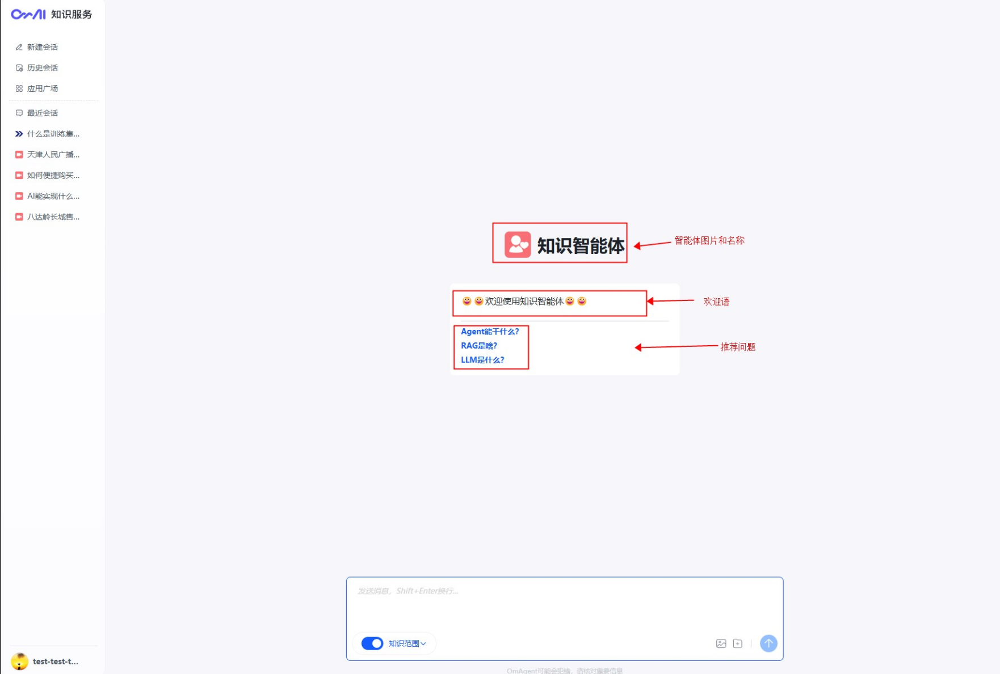 OmAI 知识服务
新建会话
历史会话
应用广场
最近会话
什么是训练集...
天津人民广播...
如何便捷购买...
AI能实现什么...
八达岭长城售...
知识智能体
智能体图片和名称
欢迎使用知识智能体
欢迎语
Agent能干什么?
RAG是啥?
LLM是什么?
推荐问题
发送消息，Shift+Enter换行...
知识范围
test-test-t...
OmAgent可能会犯错，请核对重要信息